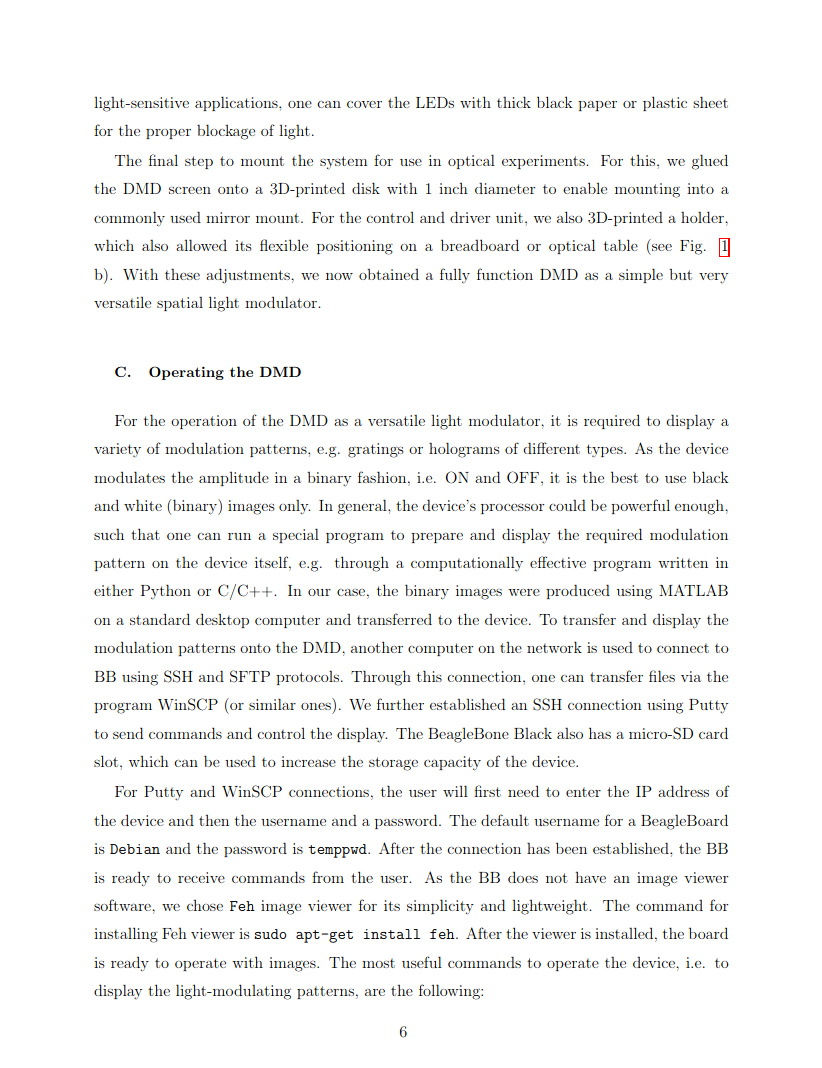 light-sensitive applications, one can cover the LEDs with thick black paper or plastic sheet
for the proper blockage of light.
The final step to mount the system for use in optical experiments. For this, we glued
the DMD screen onto a 3D-printed disk with 1 inch diameter to enable mounting into a
commonly used mirror mount. For the control and driver unit, we also 3D-printed a holder,
which also allowed its flexible positioning on a breadboard or optical table (see Fig. 1
b). With these adjustments, we now obtained a fully function DMD as a simple but very
versatile spatial light modulator.
C. Operating the DMD
For the operation of the DMD as a versatile light modulator, it is required to display a
variety of modulation patterns, e.g. gratings or holograms of different types. As the device
modulates the amplitude in a binary fashion, i.e. ON and OFF, it is the best to use black
and white (binary) images only. In general, the device's processor could be powerful enough,
such that one can run a special program to prepare and display the required modulation
pattern on the device itself, e.g. through a computationally effective program written in
either Python or C/C++. In our case, the binary images were produced using MATLAB
on a standard desktop computer and transferred to the device. To transfer and display the
modulation patterns onto the DMD, another computer on the network is used to connect to
BB using SSH and SFTP protocols. Through this connection, one can transfer files via the
program WinSCP (or similar ones). We further established an SSH connection using Putty
to send commands and control the display. The BeagleBone Black also has a micro-SD card
slot, which can be used to increase the storage capacity of the device.
For Putty and WinSCP connections, the user will first need to enter the IP address of
the device and then the username and a password. The default username for a BeagleBoard
is Debian and the password is temppwd. After the connection has been established, the BB
is ready to receive commands from the user. As the BB does not have an image viewer
software, we chose Feh image viewer for its simplicity and lightweight. The command for
installing Feh viewer is sudo apt-get install feh. After the viewer is installed, the board
is ready to operate with images. The most useful commands to operate the device, i.e. to
display the light-modulating patterns, are the following:
6